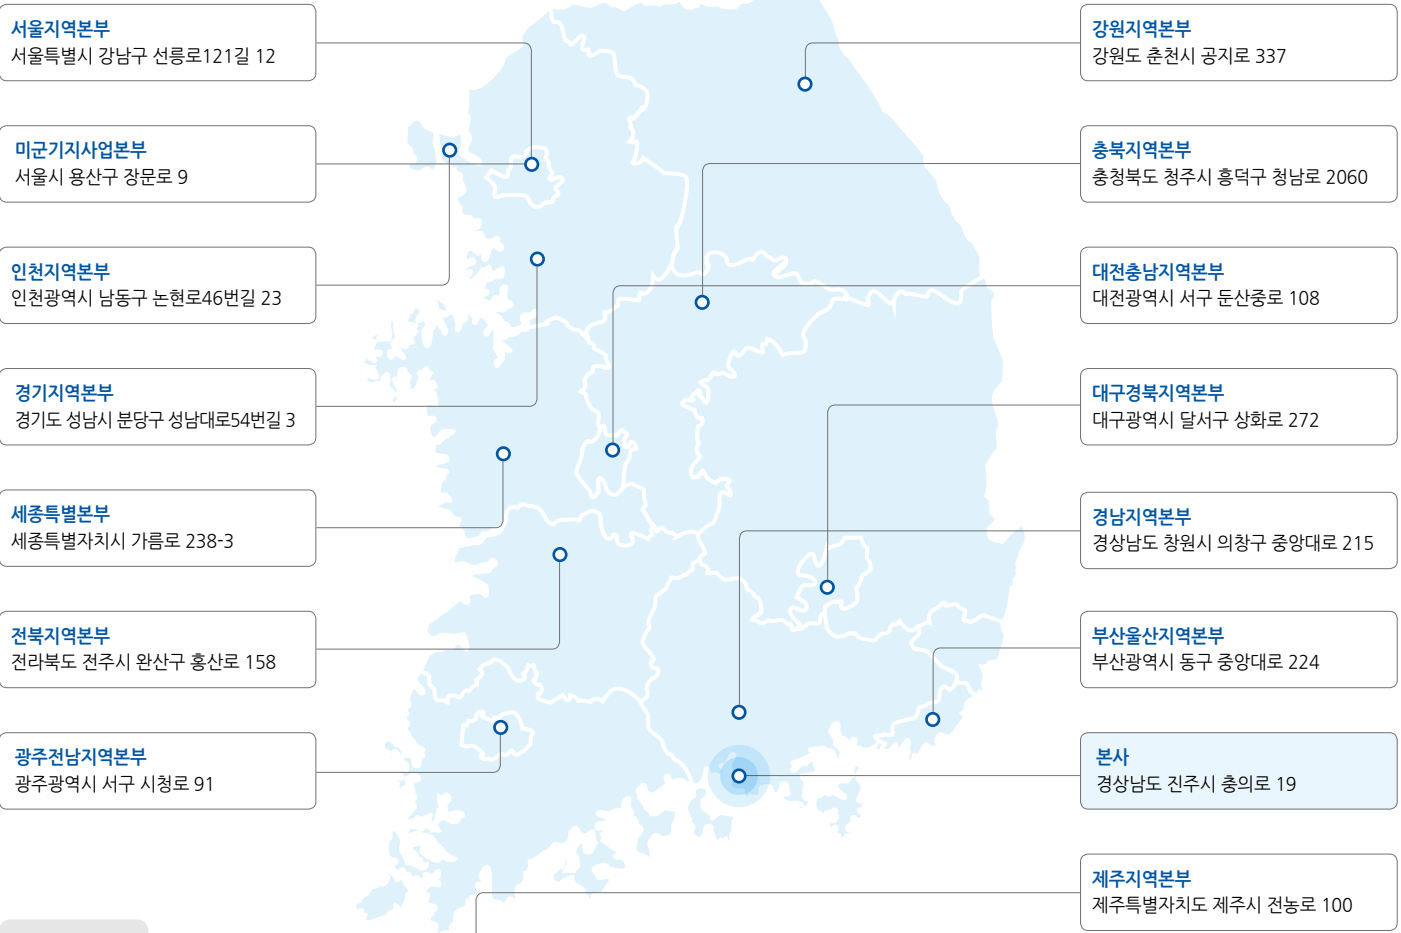 서울지역본부
서울특별시 강남구 선릉로121길 12
미군기지사업본부
서울시 용산구 장문로 9
인천지역본부
인천광역시 남동구 논현로46번길 23
경기지역본부
경기도 성남시 분당구 성남대로54번길 3
세종특별본부
세종특별자치시 가름로 238-3
전북지역본부
전라북도 전주시 완산구 홍산로 158
광주전남지역본부
광주광역시 서구 시청로 91
강원지역본부
강원도 춘천시 공지로 337
충북지역본부
충청북도 청주시 흥덕구 청남로 2060
대전충남지역본부
대전광역시 서구 둔산중로 108
대구경북지역본부
대구광역시 달서구 상화로 272
경남지역본부
경상남도 창원시 의창구 중앙대로 215
부산울산지역본부
부산광역시 동구 중앙대로 224
본사
경상남도 진주시 충의로 19
제주지역본부
제주특별자치도 제주시 전농로 100